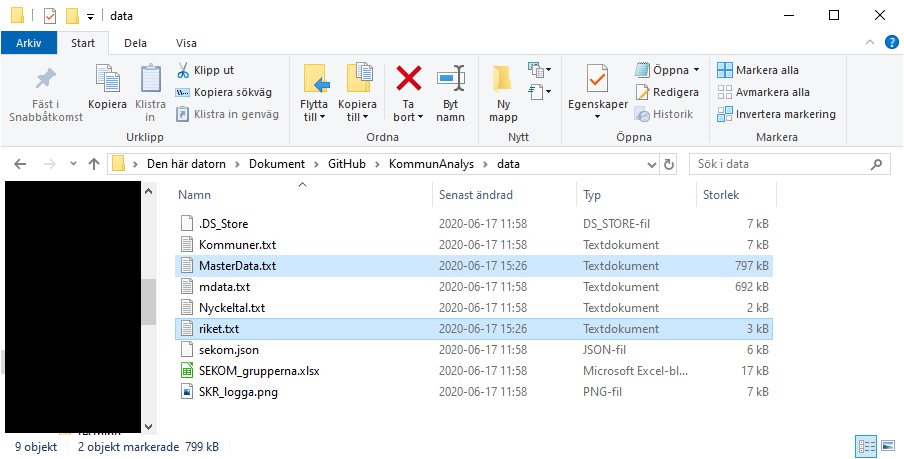 data
Arkiv Start Dela Visa
Fäst i Snabbåtkomst
Kopiera
Klistra in
Klipp ut
Kopiera sökväg
Klistra in genväg
Urklipp
Flytta till
Kopiera till
Ta bort
Byt namn
Ordna
Ny mapp
Nytt
Egenskaper
Öppna
Redigera
Historik
Öppna
Markera alla
Avmarkera alla
Invertera markering
Markera
Den här datorn > Dokument > GitHub > KommunAnalys > data
Sök i data
Namn Senast ändrad Typ Storlek
.DS_Store 2020-06-17 11:58 DS_STORE-fil 7 kB
Kommuner.txt 2020-06-17 11:58 Textdokument 7 kB
MasterData.txt 2020-06-17 15:26 Textdokument 797 kB
mdata.txt 2020-06-17 11:58 Textdokument 692 kB
Nyckeltal.txt 2020-06-17 11:58 Textdokument 2 kB
riket.txt 2020-06-17 15:26 Textdokument 3 kB
sekom.json 2020-06-17 11:58 JSON-fil 6 kB
SEKOM_grupperna.xlsx 2020-06-17 11:58 Microsoft Excel-bl... 17 kB
SKR_logga.png 2020-06-17 11:58 PNG-fil 7 kB
9 objekt 2 objekt markerade 799 kB